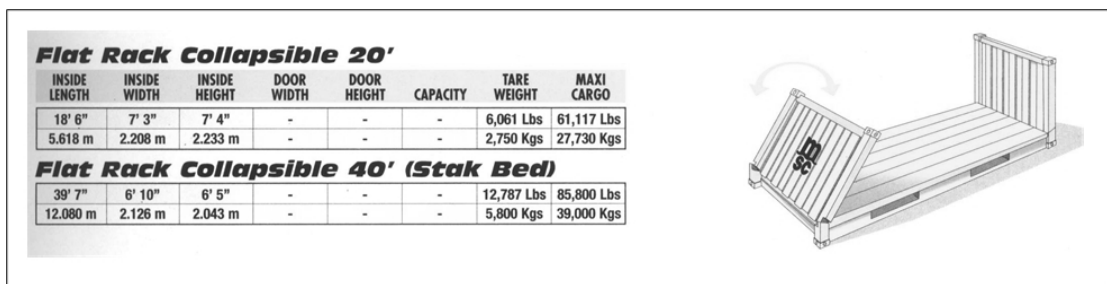 Flat Rack Collapsible 20'
INSIDE LENGTH INSIDE WIDTH INSIDE HEIGHT DOOR WIDTH DOOR HEIGHT CAPACITY TARE WEIGHT MAXI CARGO
18' 6" 7' 3" 7' 4" - - - 6,061 Lbs 61,117 Lbs
5.618 m 2.208 m 2.233 m - - - 2,750 Kgs 27,730 Kgs
Flat Rack Collapsible 40' (Stak Bed)
39' 7" 6' 10" 6' 5" - - - 12,787 Lbs 85,800 Lbs
12.080 m 2.126 m 2.043 m - - - 5,800 Kgs 39,000 Kgs
m
sc